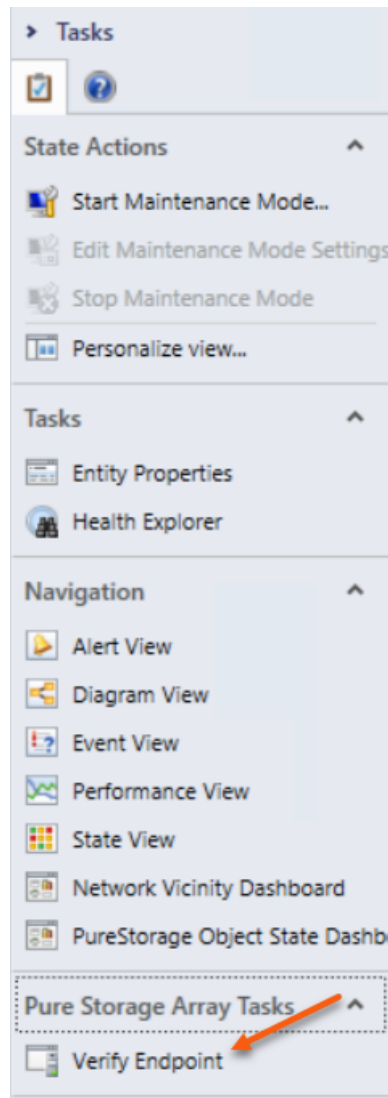 Tasks
State Actions
Start Maintenance Mode...
Edit Maintenance Mode Settings
Stop Maintenance Mode
Personalize view...
Tasks
Entity Properties
Health Explorer
Navigation
Alert View
Diagram View
Event View
Performance View
State View
Network Vicinity Dashboard
PureStorage Object State Dashb
Pure Storage Array Tasks
Verify Endpoint